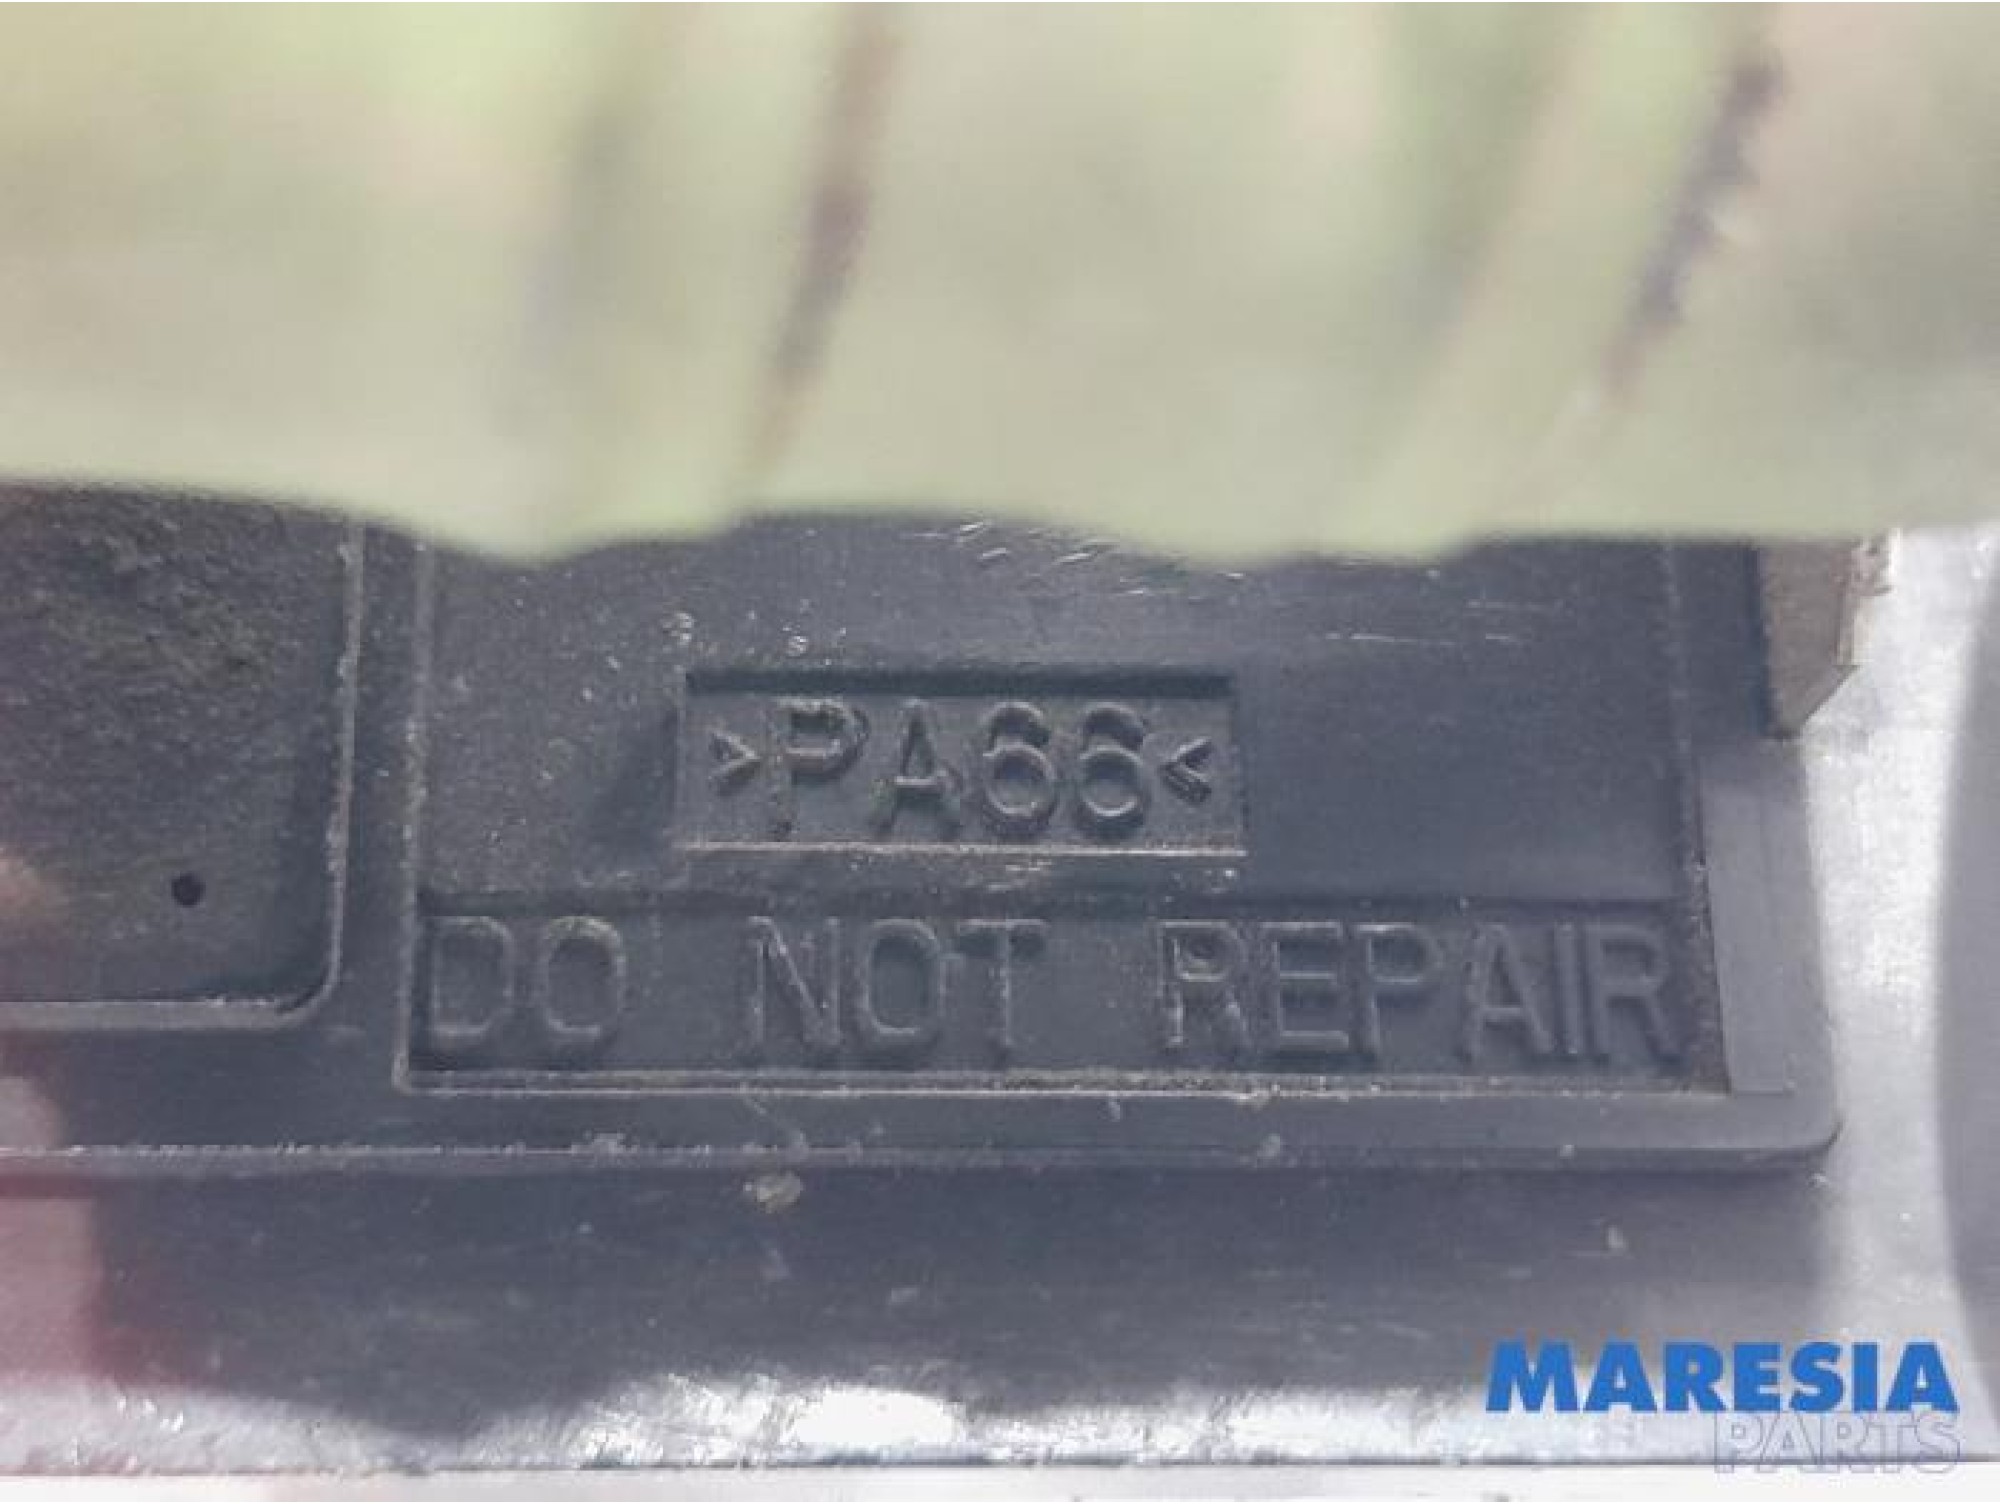 >PA66<
DO NOT REPAIR
MARESIA
PARTS